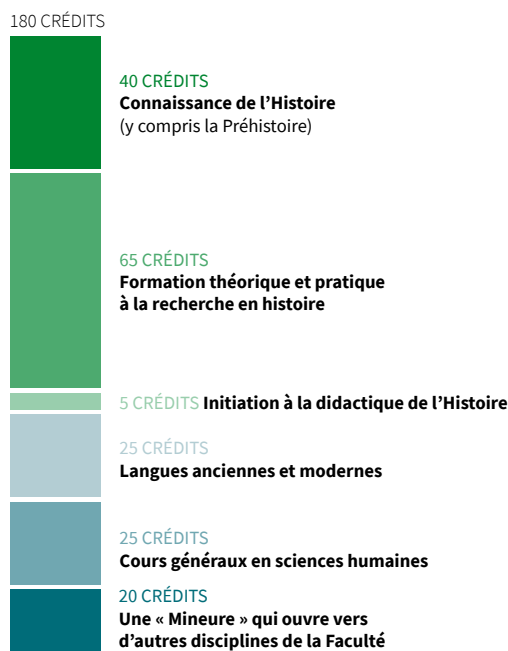 180 CRÉDITS
40 CRÉDITS
Connaissance de l’Histoire
(y compris la Préhistoire)
65 CRÉDITS
Formation théorique et pratique
à la recherche en histoire
5 CRÉDITS Initiation à la didactique de l’Histoire
25 CRÉDITS
Langues anciennes et modernes
25 CRÉDITS
Cours généraux en sciences humaines
20 CRÉDITS
Une « Mineure » qui ouvre vers
d’autres disciplines de la Faculté